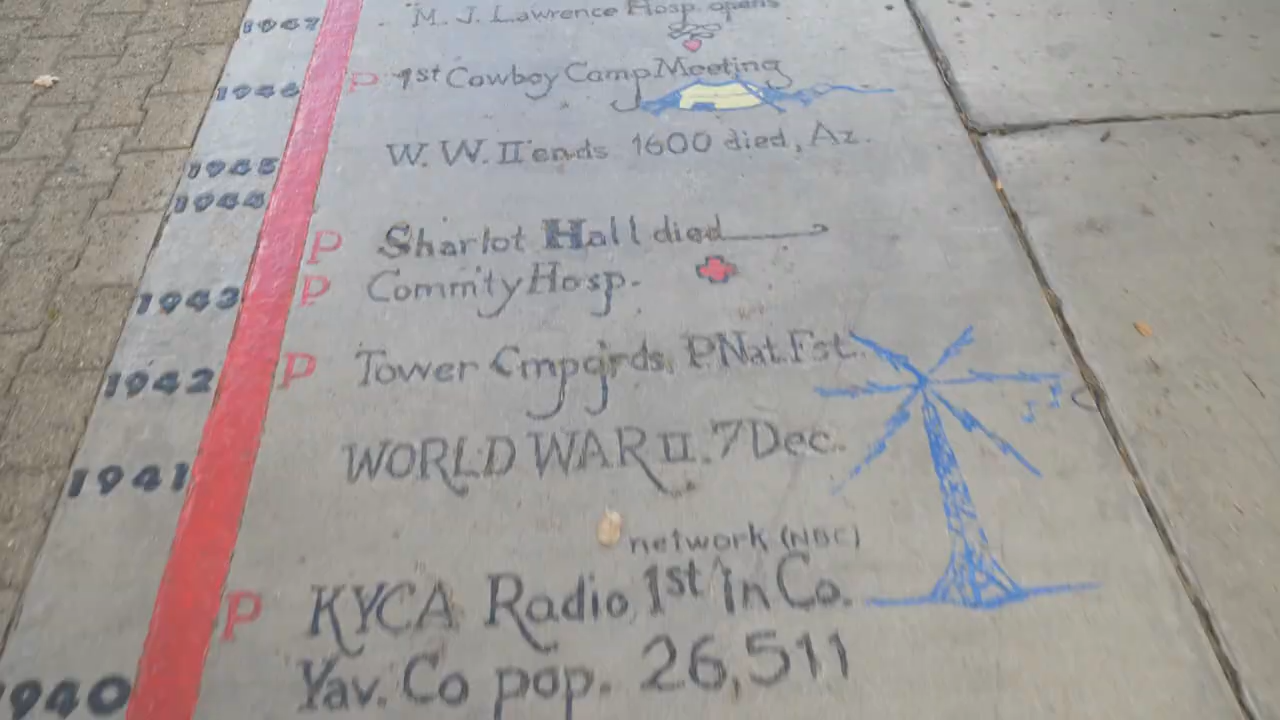 1947 M. J. Lawrence Hosp. opens
1946 P 1st Cowboy Camp Meeting
1945 W. W. II ends 1600 died, Az.
1944
P Sharlot Hall died
1943 P Commity Hosp.
1942 P Tower Cmpgrds, P. Nat. Fst.
1941 WORLD WAR II. 7 Dec.
network (NBC)
P KYCA Radio 1st in Co.
1940 Yav. Co pop. 26,511